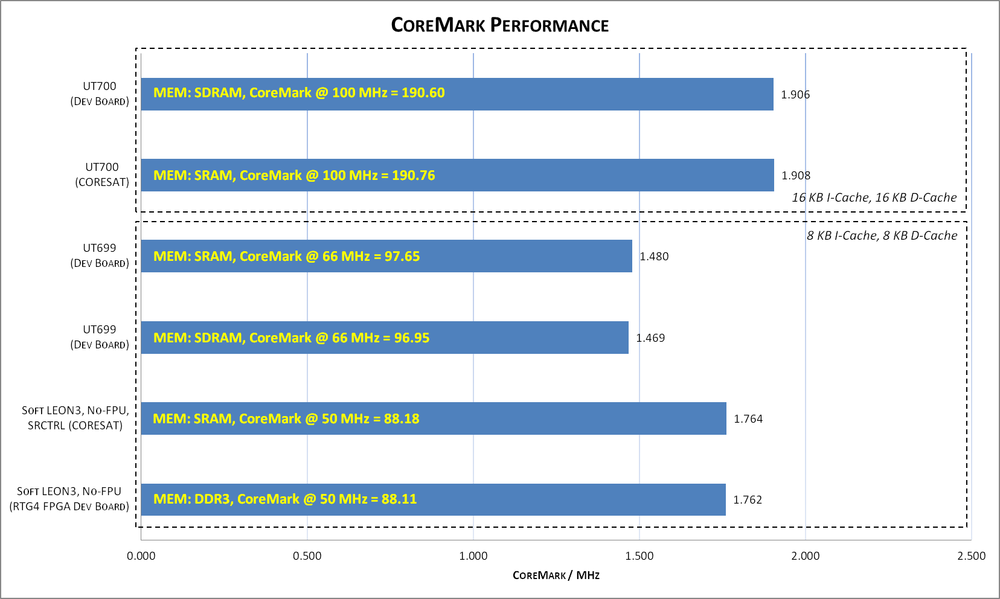 COREMARK PERFORMANCE
UT700
(DEV BOARD)
MEM: SDRAM, CoreMark @ 100 MHz = 190.60
1.906
UT700
(CORESAT)
MEM: SRAM, CoreMark @ 100 MHz = 190.76
1.908
16 KB I-Cache, 16 KB D-Cache
8 KB I-Cache, 8 KB D-Cache
UT699
(DEV BOARD)
MEM: SRAM, CoreMark @ 66 MHz = 97.65
1.480
UT699
(DEV BOARD)
MEM: SDRAM, CoreMark @ 66 MHz = 96.95
1.469
SOFT LEON3, NO-FPU,
SRCTRL (CORESAT)
MEM: SRAM, CoreMark @ 50 MHz = 88.18
1.764
SOFT LEON3, NO-FPU
(RTG4 FPGA DEV BOARD)
MEM: DDR3, CoreMark @ 50 MHz = 88.11
1.762
0.000 0.500 1.000 1.500 2.000 2.500
COREMARK / MHZ